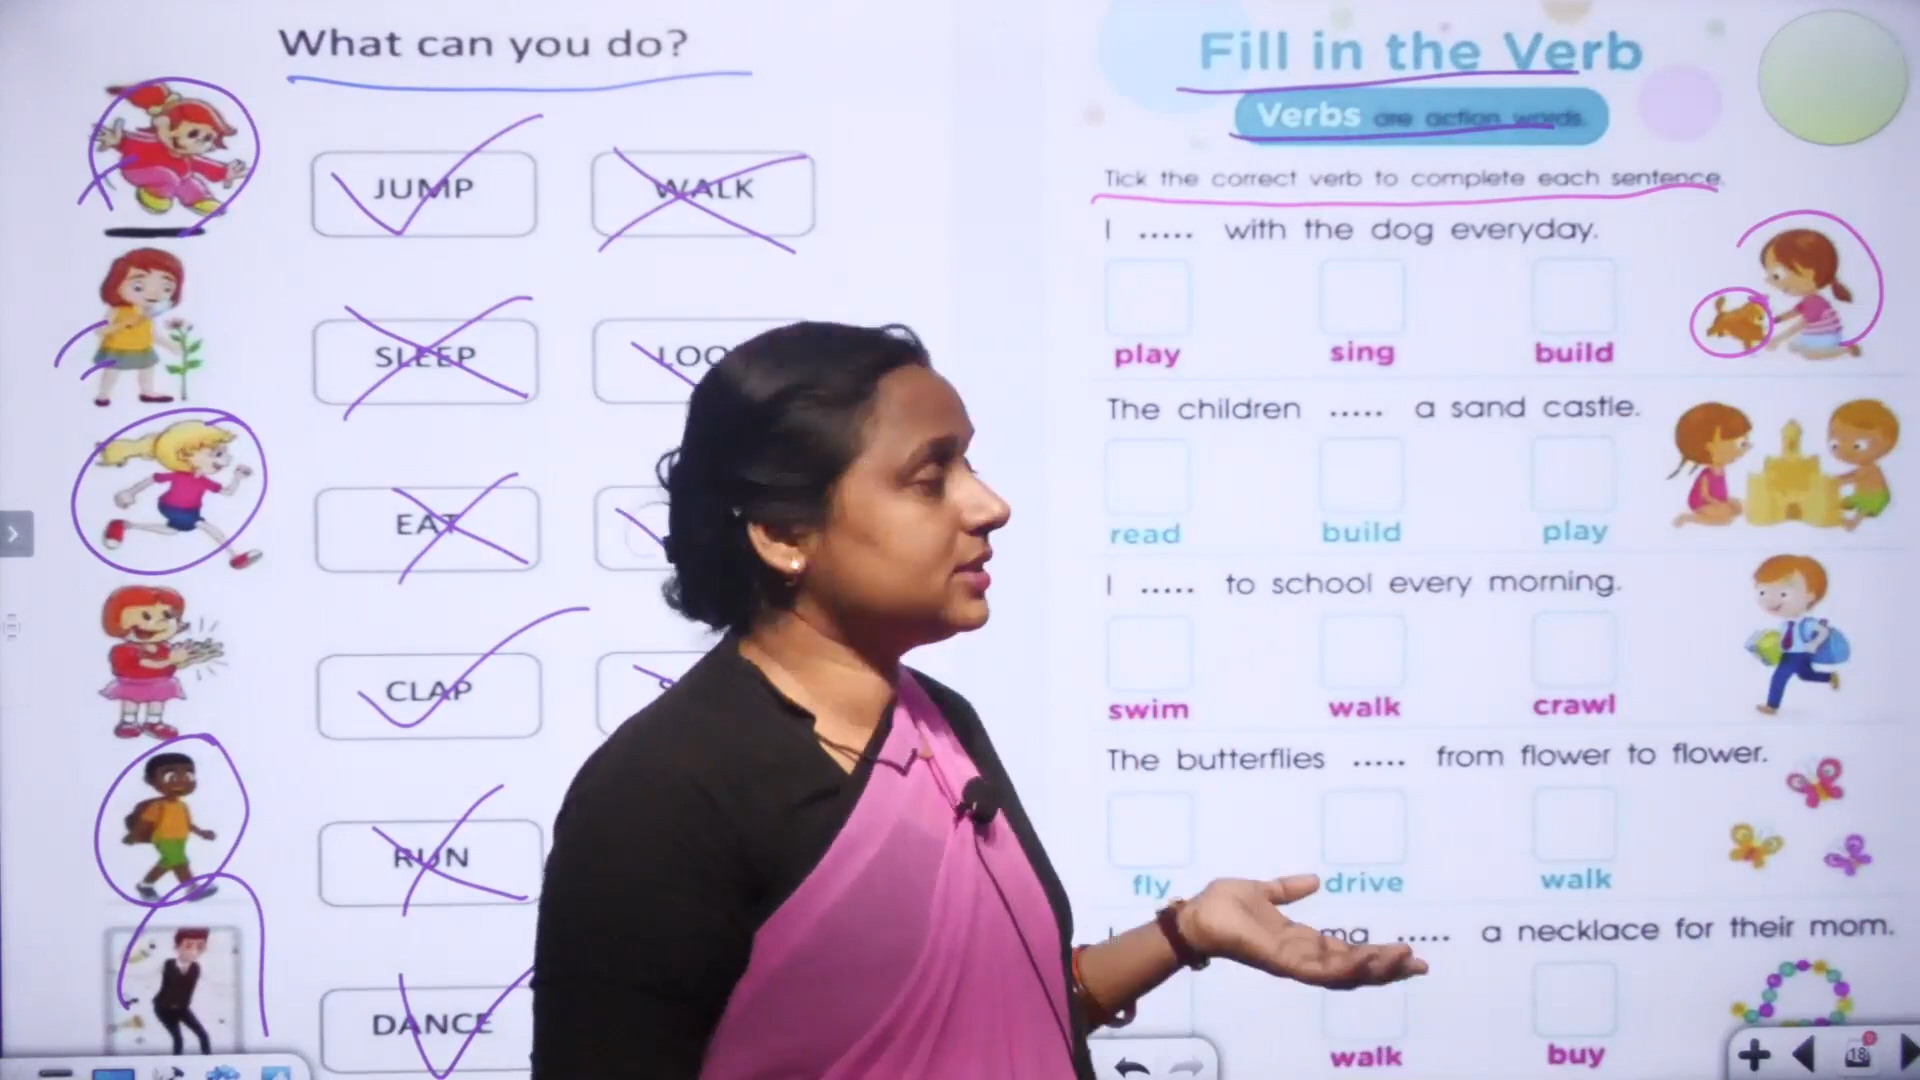 What can you do?
JUMP WALK
SLEEP
EAT
CLAP
RUN
DANCE
Fill in the Verb
Verbs are action words.
Tick the correct verb to complete each sentence.
I ..... with the dog everyday.
play sing build
The children ..... a sand castle.
read build play
I ..... to school every morning.
swim walk crawl
The butterflies ..... from flower to flower.
fly drive walk
..... a necklace for their mom.
walk buy
18